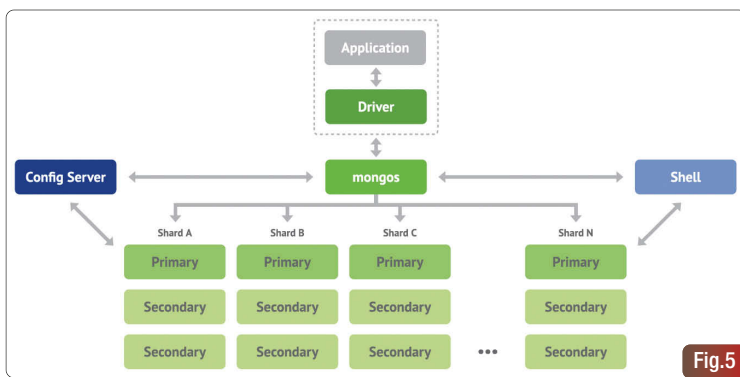 Application
Driver
Config Server
mongos
Shell
Shard A Shard B Shard C Shard N
Primary Primary Primary Primary
Secondary Secondary Secondary Secondary
Secondary Secondary Secondary ••• Secondary
Fig.5